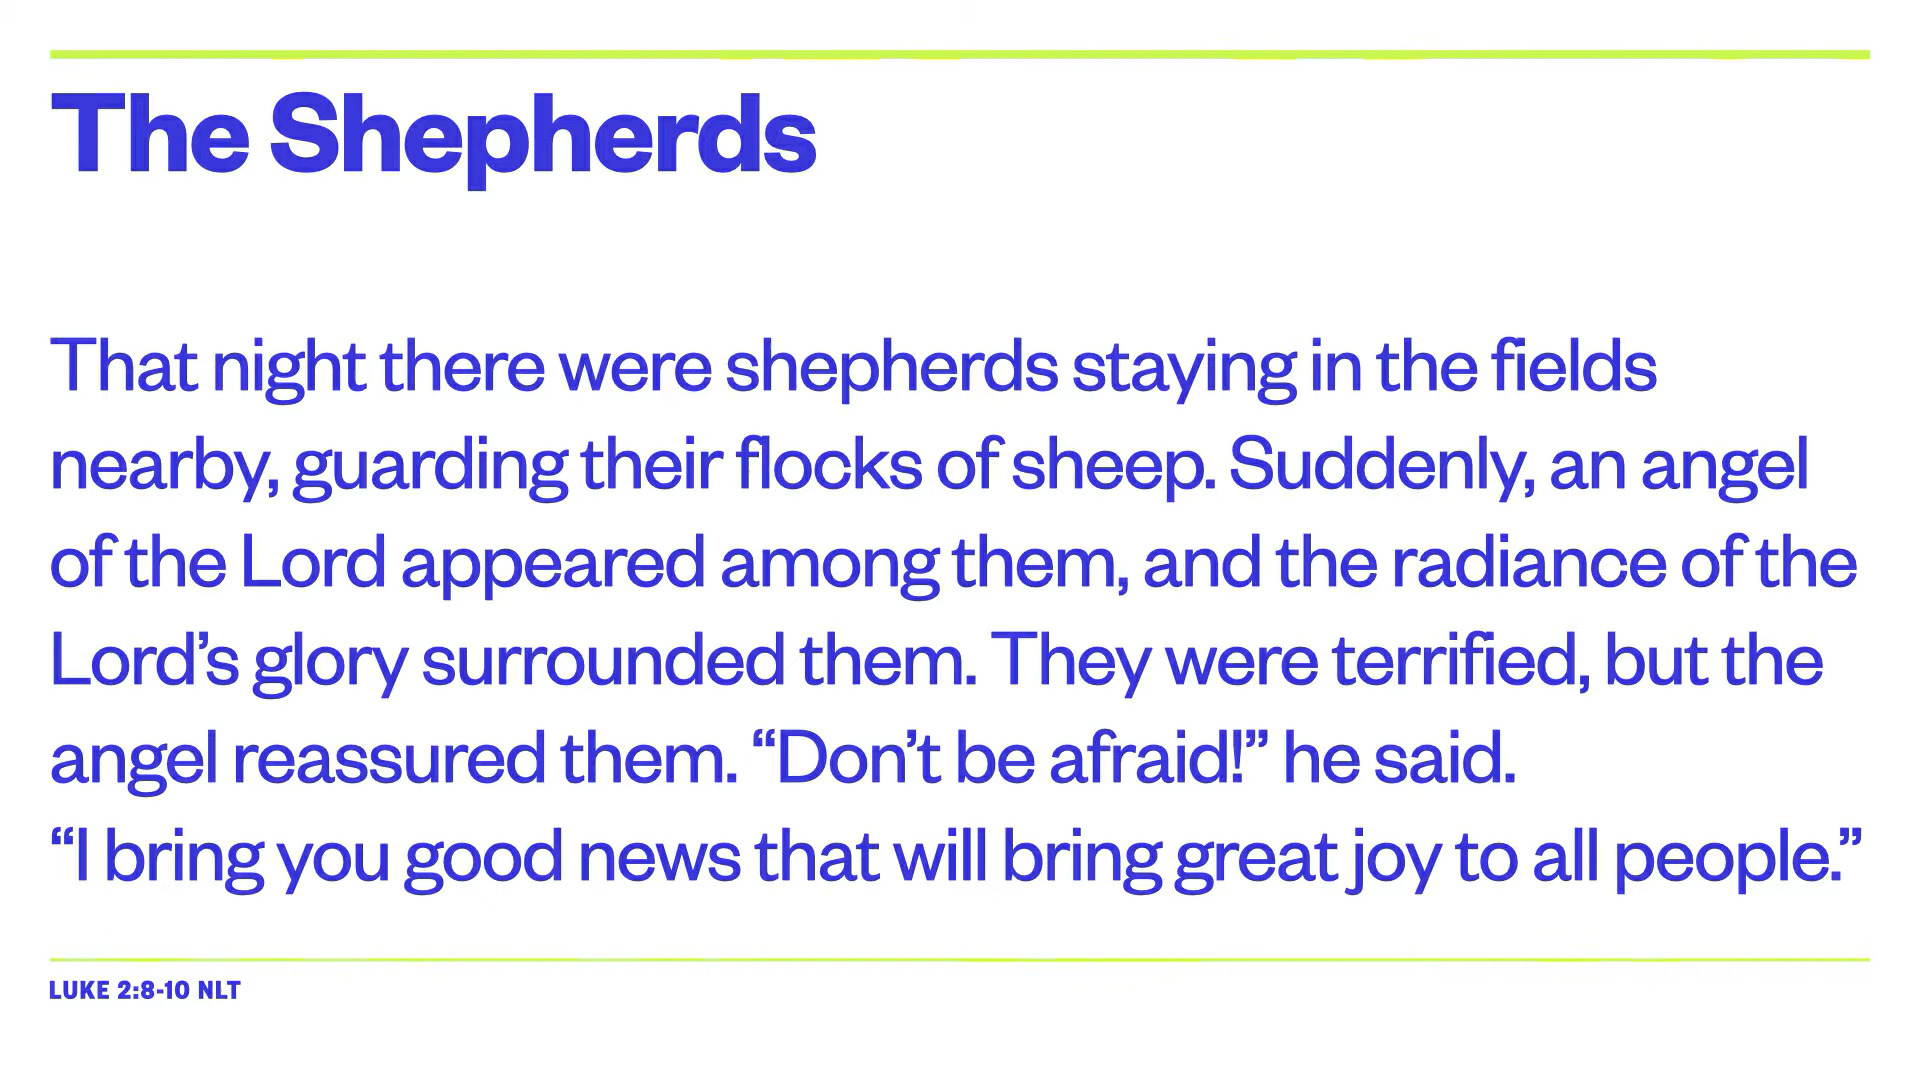 The Shepherds
That night there were shepherds staying in the fields
nearby, guarding their flocks of sheep. Suddenly, an angel
of the Lord appeared among them, and the radiance of the
Lord’s glory surrounded them. They were terrified, but the
angel reassured them. “Don’t be afraid!” he said.
“I bring you good news that will bring great joy to all people.”
LUKE 2:8-10 NLT